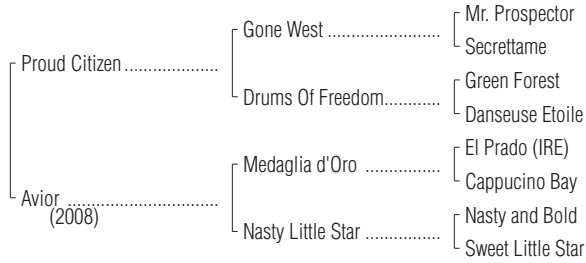 Mr. Prospector
Gone West ....................
Secrettame
Proud Citizen ...................
Green Forest
Drums Of Freedom............
Danseuse Etoile
El Prado (IRE)
Medaglia d'Oro ..............
Cappucino Bay
Avior ...............................
(2008)
Nasty and Bold
Nasty Little Star ..............
Sweet Little Star